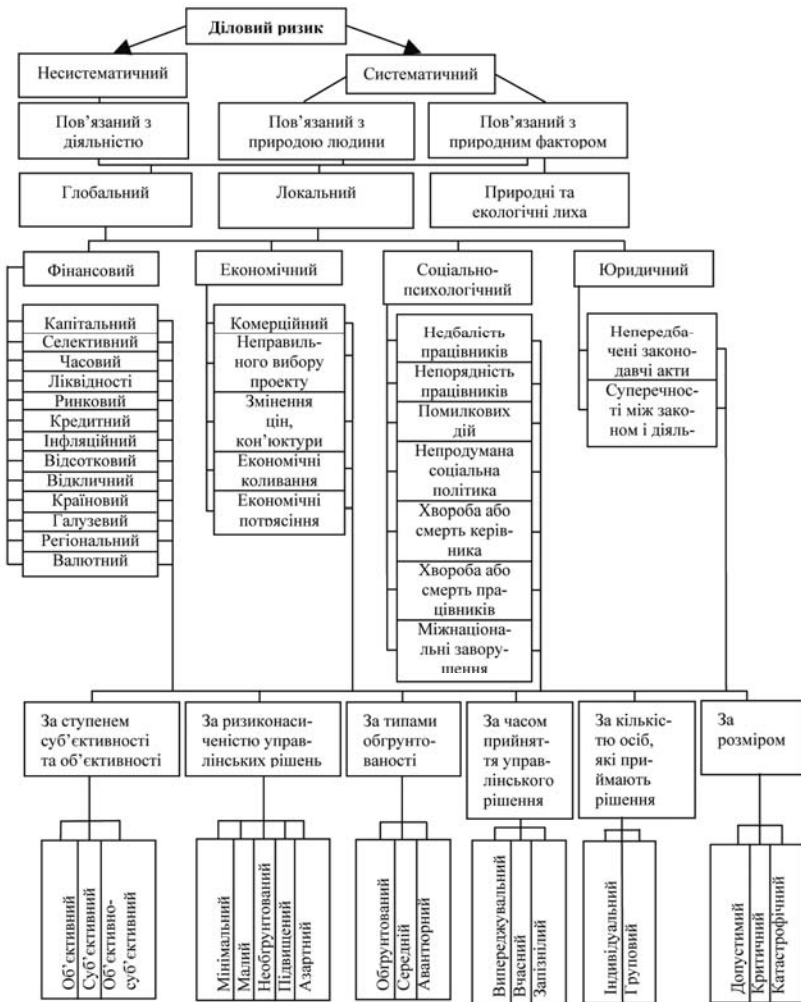 Діловий ризик
Несистематичний
Систематичний
Пов’язаний з
діяльністю
Пов’язаний з
природою людини
Пов’язаний з
природним фактором
Глобальний
Локальний
Природні та
екологічні лиха
Фінансовий
Економічний
Соціально-
психологічний
Юридичний
Капітальний
Селективний
Часовий
Ліквідності
Ринковий
Кредитний
Інфляційний
Відсотковий
Відкличний
Країновий
Галузевий
Регіональний
Валютний
Комерційний
Неправиль-
ного вибору
проекту
Змінення
цін,
кон’юктури
Економічні
коливання
Економічні
потрясіння
Недбалість
працівників
Непорядність
працівників
Помилкових
дій
Непродумана
соціальна
політика
Хвороба або
смерть керів-
ника
Хвороба або
смерть пра-
цівників
Міжнаціона-
льні завору-
шення
Непередба-
чені законо-
давчі акти
Суперечнос-
ті між зако-
ном і діяль-
За ступенем
суб’єктивності
та об’єктивності
За ризиконаси-
ченістю управ-
лінських рішень
За типами
обгрунто-
ваності
За часом
прийнят-
тя управ-
лінського
рішення
За кількіс-
тю осіб,
які при-
ймають
рішення
За
розміром
Об’єктивний
Суб’єктивний
Об’єктивно-
суб’єктивний
Мінімальний
Малий
Необґрунтований
Підвищений
Азартний
Обґрунтований
Середній
Авантюрний
Випереджувальний
Вчасний
Запізнілий
Індивідуальний
Груповий
Допустимий
Критичний
Катастрофічний